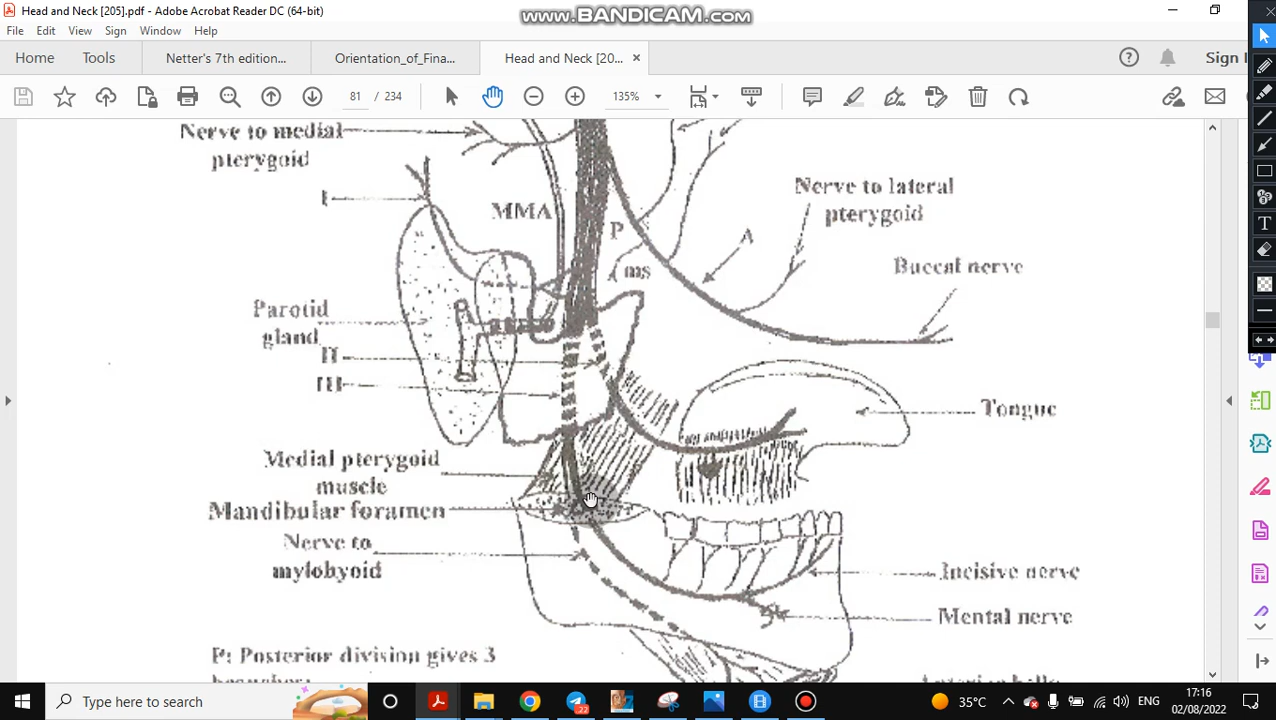 Head and Neck [205].pdf - Adobe Acrobat Reader DC (64-bit)
www.BANDICAM.com
File Edit View Sign Window Help
Home Tools Netter's 7th edition... Orientation_of_Fina... Head and Neck [20... × Sign I
81 / 234 135%
Nerve to medial
pterygoid
Nerve to lateral
pterygoid
I
MMA
P
A
ms
Buccal nerve
Parotid
gland
II
III
Tongue
Medial pterygoid
muscle
Mandibular foramen
Nerve to
mylohyoid
Incisive nerve
Mental nerve
P: Posterior division gives 3
Type here to search
22
35°C
ENG
17:16
02/08/2022